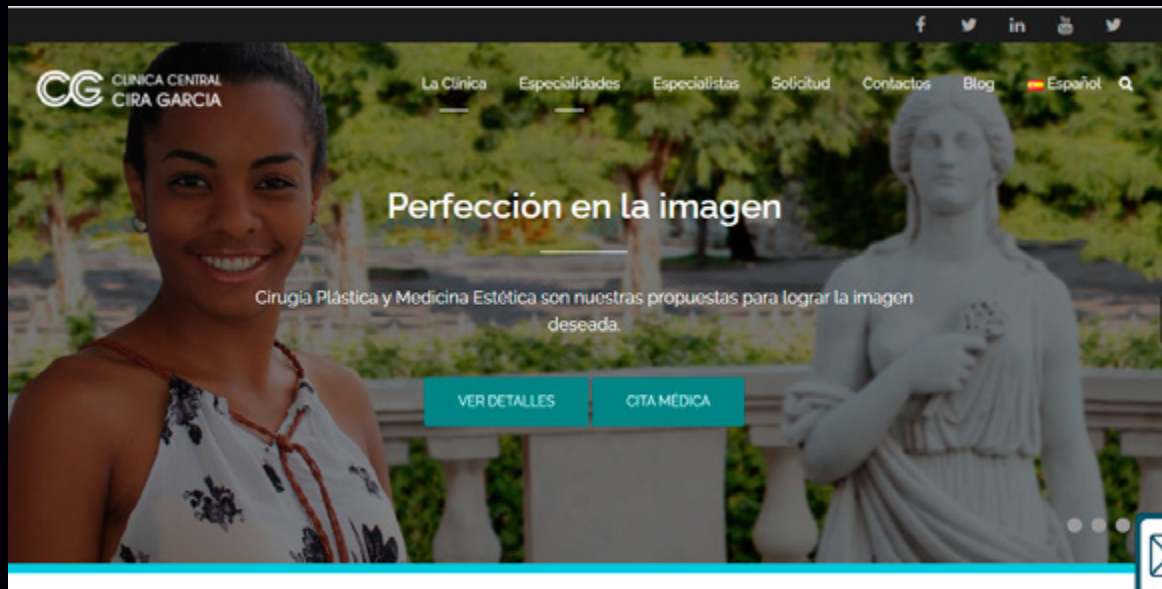 CG CLINICA CENTRAL
CIRA GARCIA
La Clínica Especialidades Especialistas Solicitud Contactos Blog Español
Perfección en la imagen
Cirugía Plástica y Medicina Estética son nuestras propuestas para lograr la imagen
deseada.
VER DETALLES CITA MÉDICA